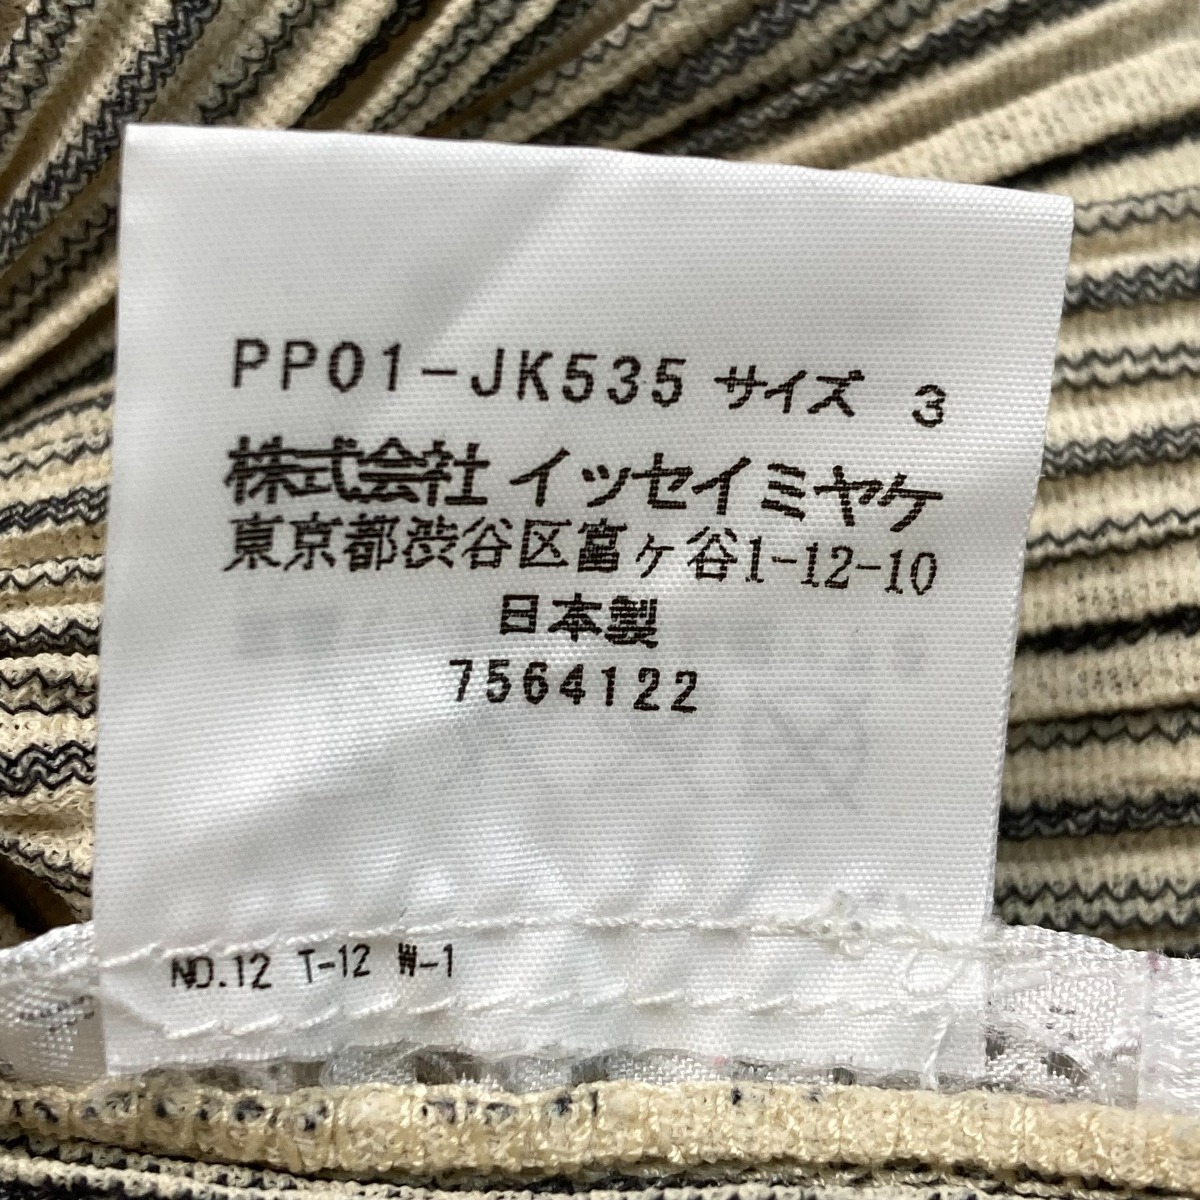 PP01-JK535 サイズ 3
株式会社 イッセイミヤケ
東京都渋谷区富ヶ谷1-12-10
日本製
7564122
NO.12 T-12 W-1